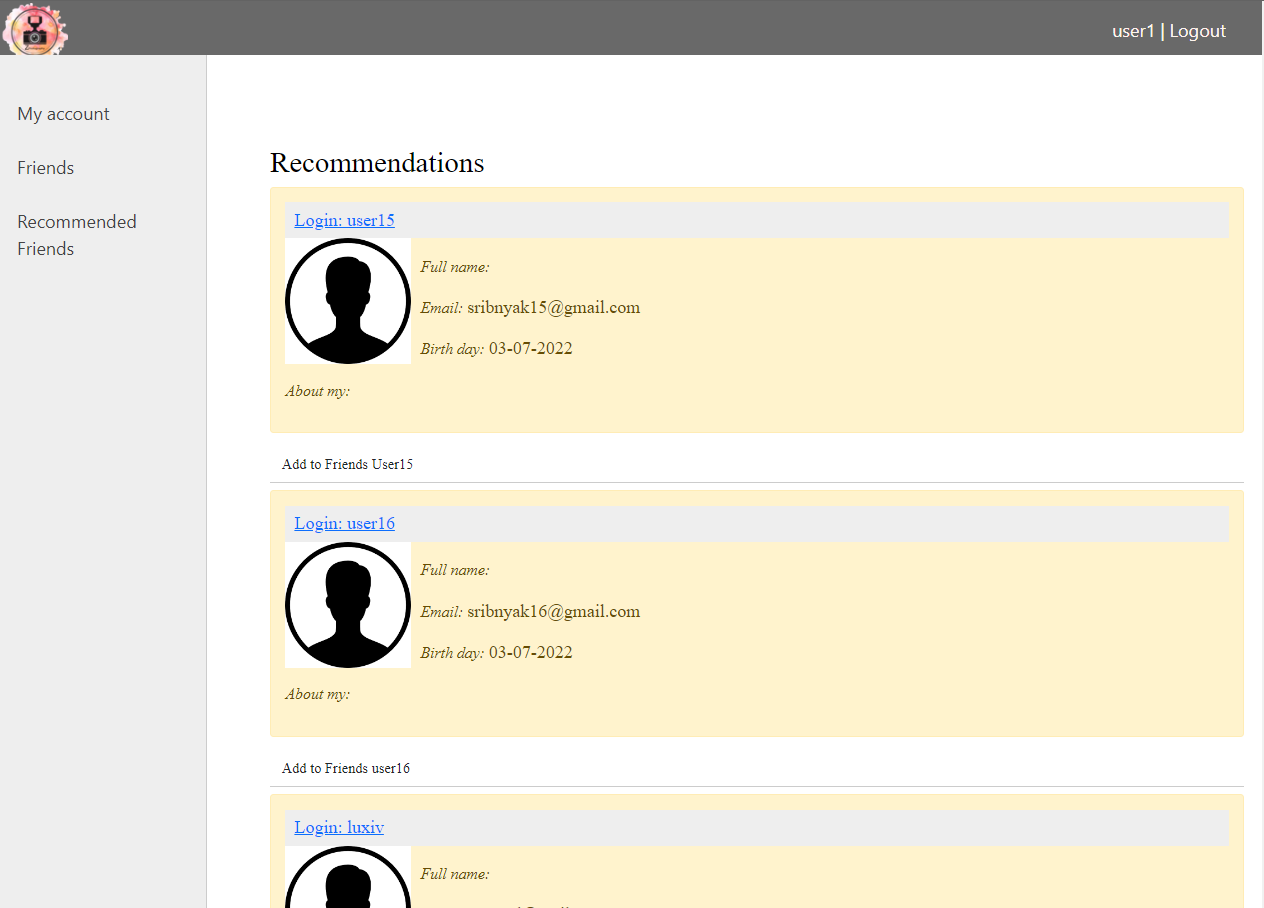 user1 | Logout
My account
Friends
Recommended
Friends
Recommendations
Login: user15
Full name:
Email: sribnyak15@gmail.com
Birth day: 03-07-2022
About my:
Add to Friends User15
Login: user16
Full name:
Email: sribnyak16@gmail.com
Birth day: 03-07-2022
About my:
Add to Friends user16
Login: luxiv
Full name: